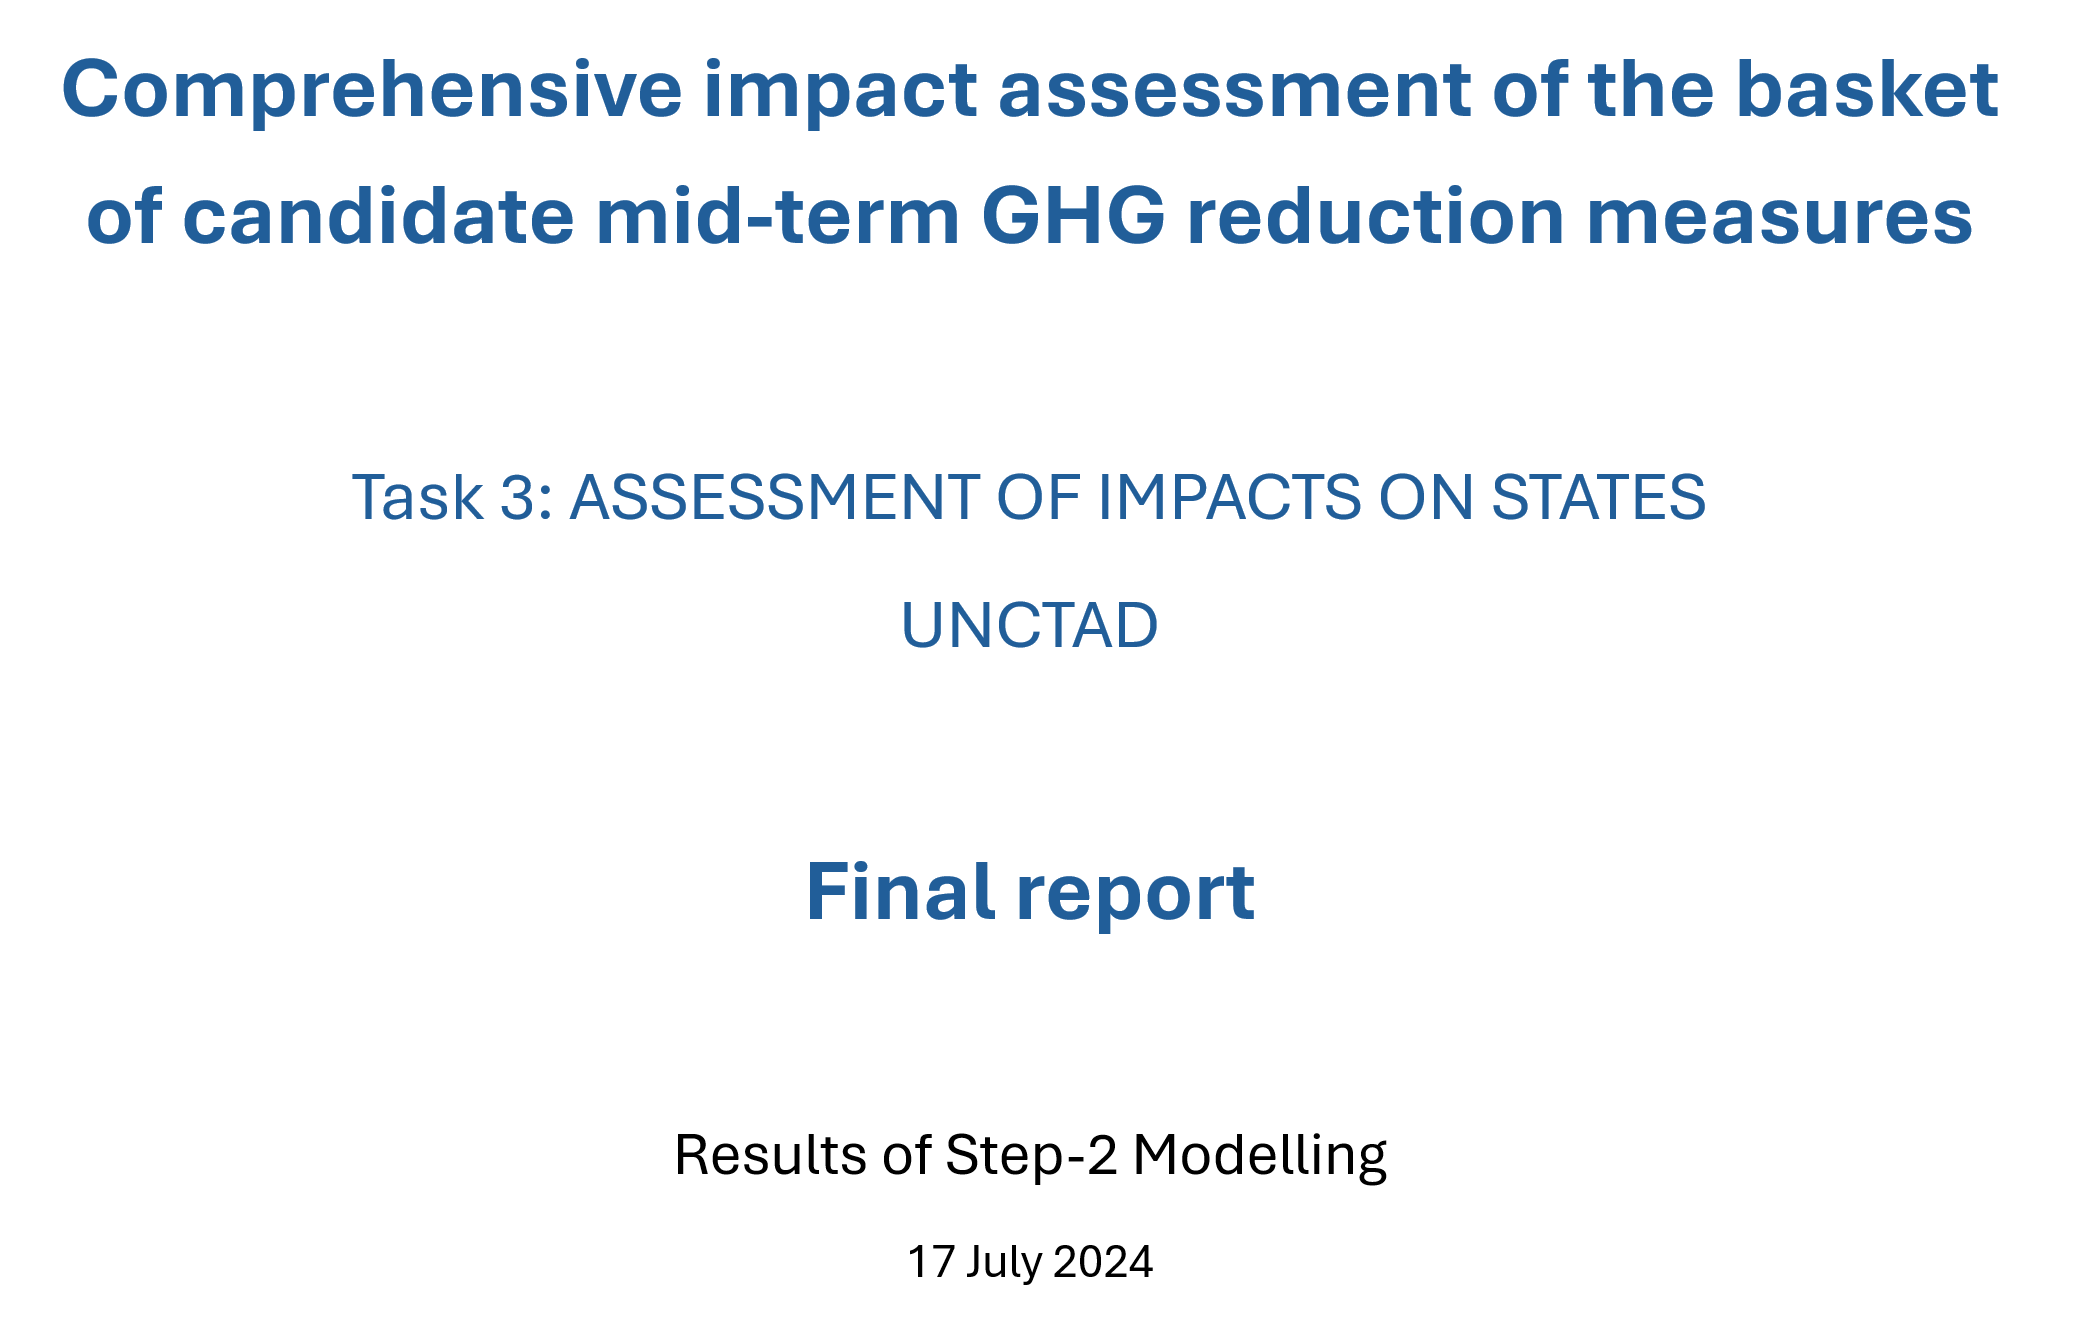 Comprehensive impact assessment of the basket
of candidate mid-term GHG reduction measures
Task 3: ASSESSMENT OF IMPACTS ON STATES
UNCTAD
Final report
Results of Step-2 Modelling
17 July 2024